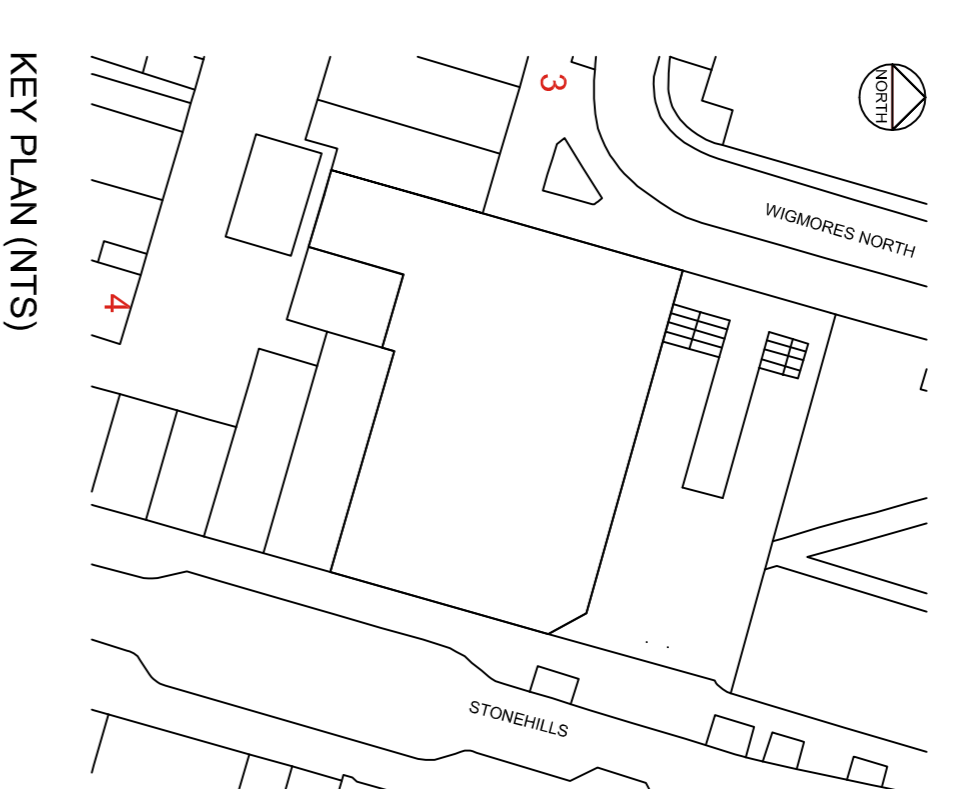 KEY PLAN (NTS)
3
NORTH
WIGMORES NORTH
4
STONEHILLS